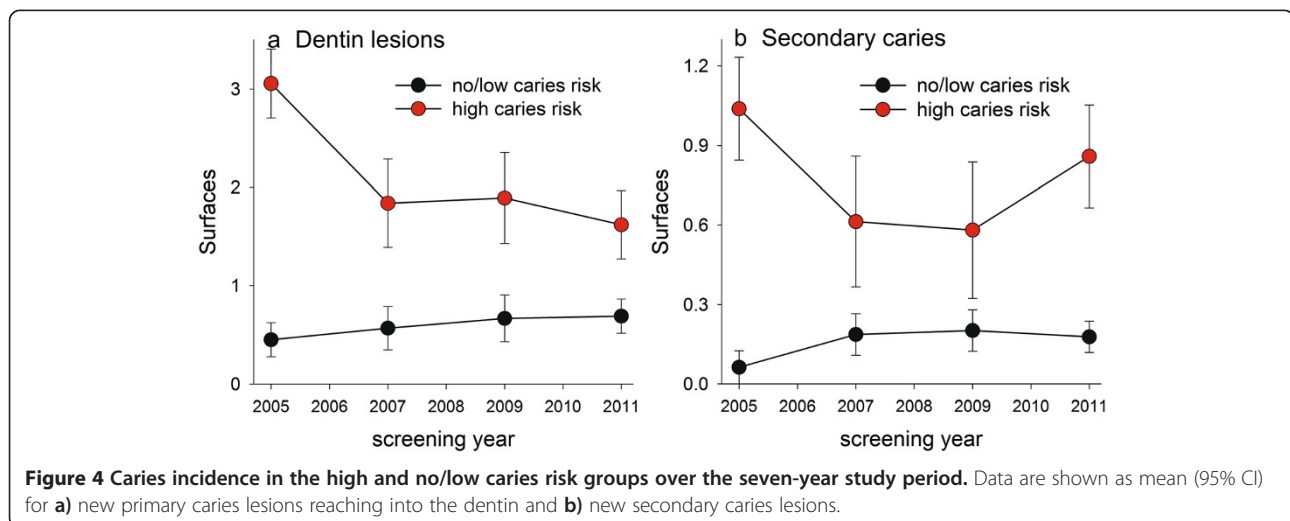 a Dentin lesions
no/low caries risk
high caries risk
3
2
1
0
Surfaces
2005 2006 2007 2008 2009 2010 2011
screening year
b Secondary caries
no/low caries risk
high caries risk
1.2
0.9
0.6
0.3
0.0
Surfaces
2005 2006 2007 2008 2009 2010 2011
screening year
Figure 4 Caries incidence in the high and no/low caries risk groups over the seven-year study period. Data are shown as mean (95% CI)
for a) new primary caries lesions reaching into the dentin and b) new secondary caries lesions.